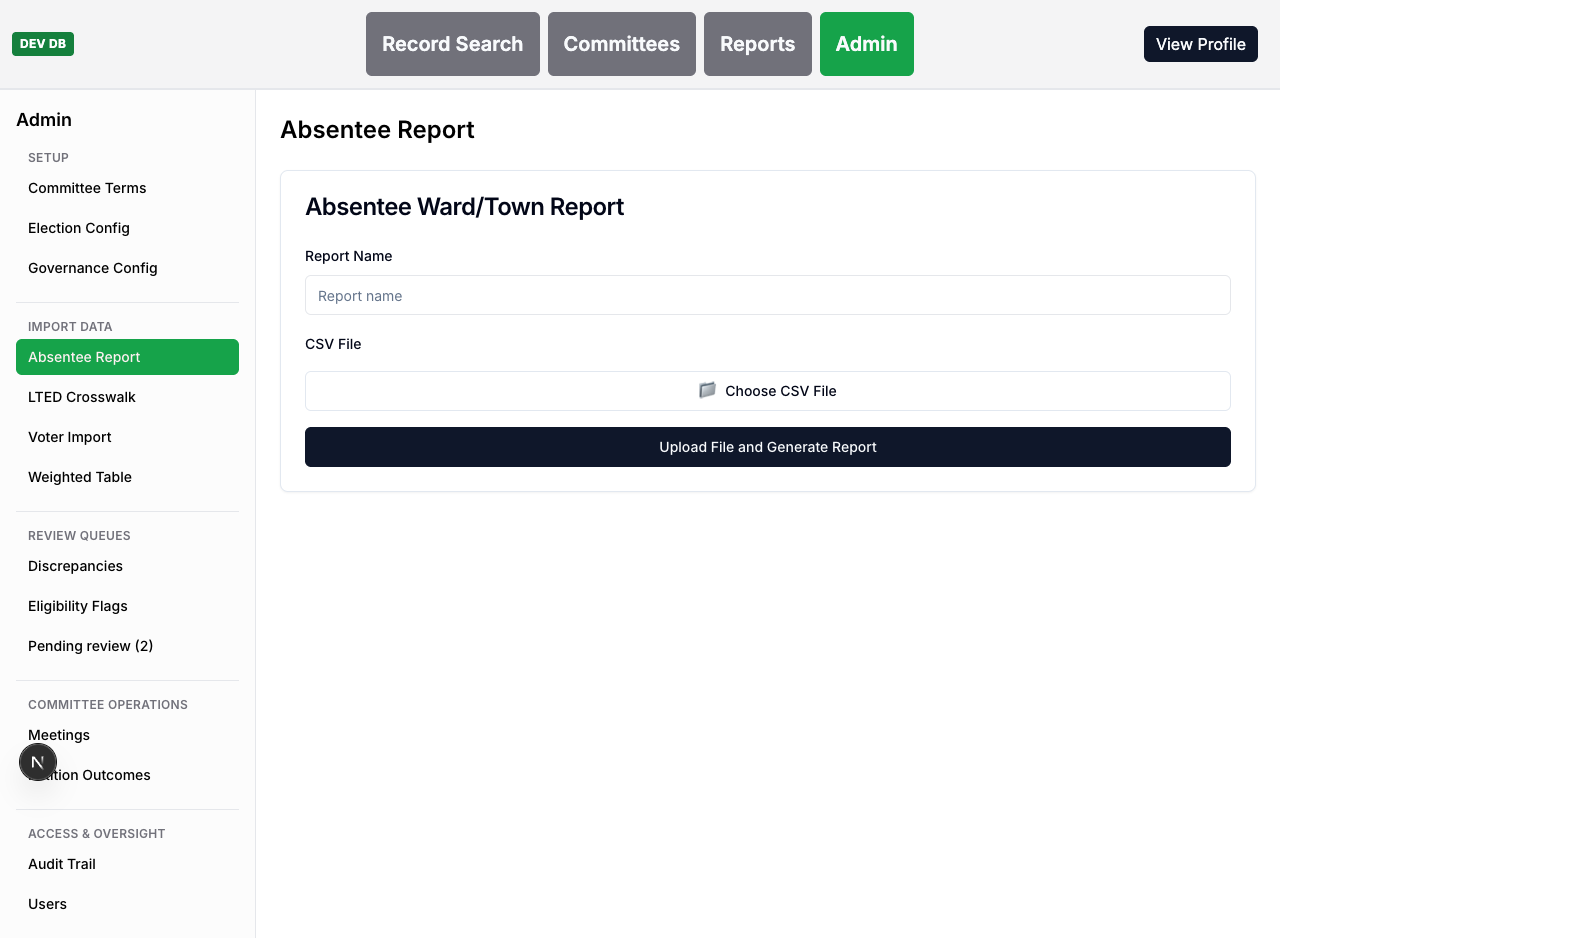 DEV DB
Record Search
Committees
Reports
Admin
View Profile
Admin
SETUP
Committee Terms
Election Config
Governance Config
IMPORT DATA
Absentee Report
LTED Crosswalk
Voter Import
Weighted Table
REVIEW QUEUES
Discrepancies
Eligibility Flags
Pending review (2)
COMMITTEE OPERATIONS
Meetings
N
Outcomes
ACCESS & OVERSIGHT
Audit Trail
Users
Absentee Report
Absentee Ward/Town Report
Report Name
Report name
CSV File
Choose CSV File
Upload File and Generate Report